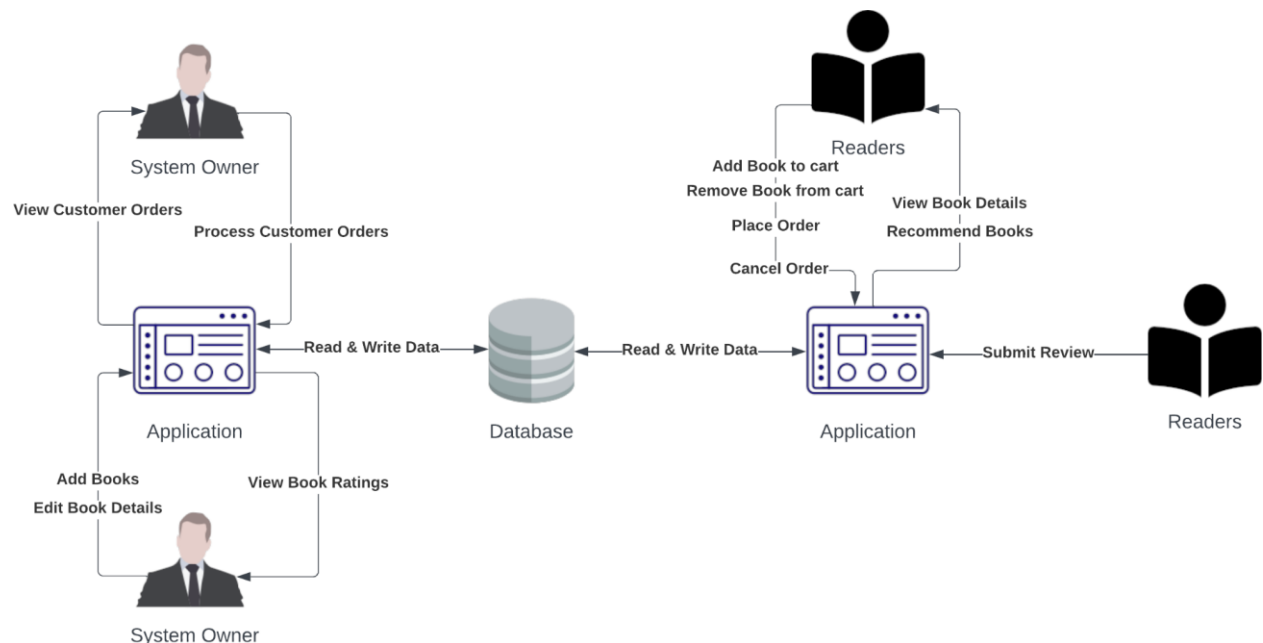 Readers
System Owner
Add Book to cart
Remove Book from cart
View Customer Orders
View Book Details
Place Order
Process Customer Orders
Recommend Books
Cancel Order
Read & Write Data
Read & Write Data
Submit Review
Application
Database
Application
Readers
Add Books
View Book Ratings
Edit Book Details
System Owner